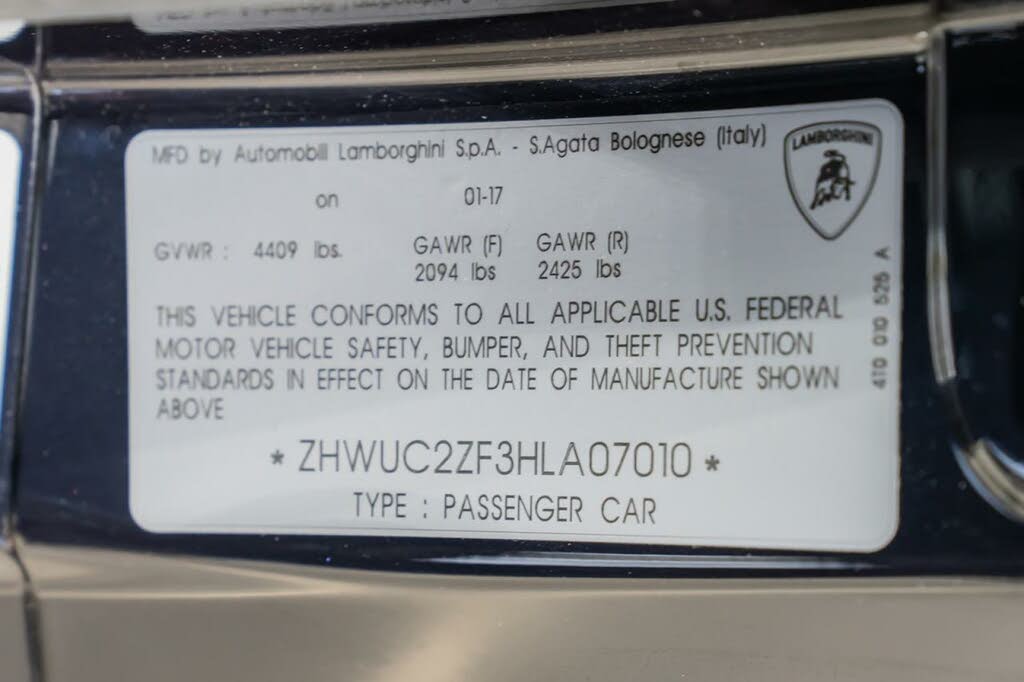 MFD by Automobili Lamborghini S.p.A. - S.Agata Bolognese (Italy)
LAMBORGHINI
on 01-17
GVWR : 4409 lbs. GAWR (F) GAWR (R)
2094 lbs 2425 lbs
THIS VEHICLE CONFORMS TO ALL APPLICABLE U.S. FEDERAL
MOTOR VEHICLE SAFETY, BUMPER, AND THEFT PREVENTION
STANDARDS IN EFFECT ON THE DATE OF MANUFACTURE SHOWN
ABOVE
* ZHWUC2ZF3HLA07010 *
TYPE : PASSENGER CAR
4T0 010 525 A